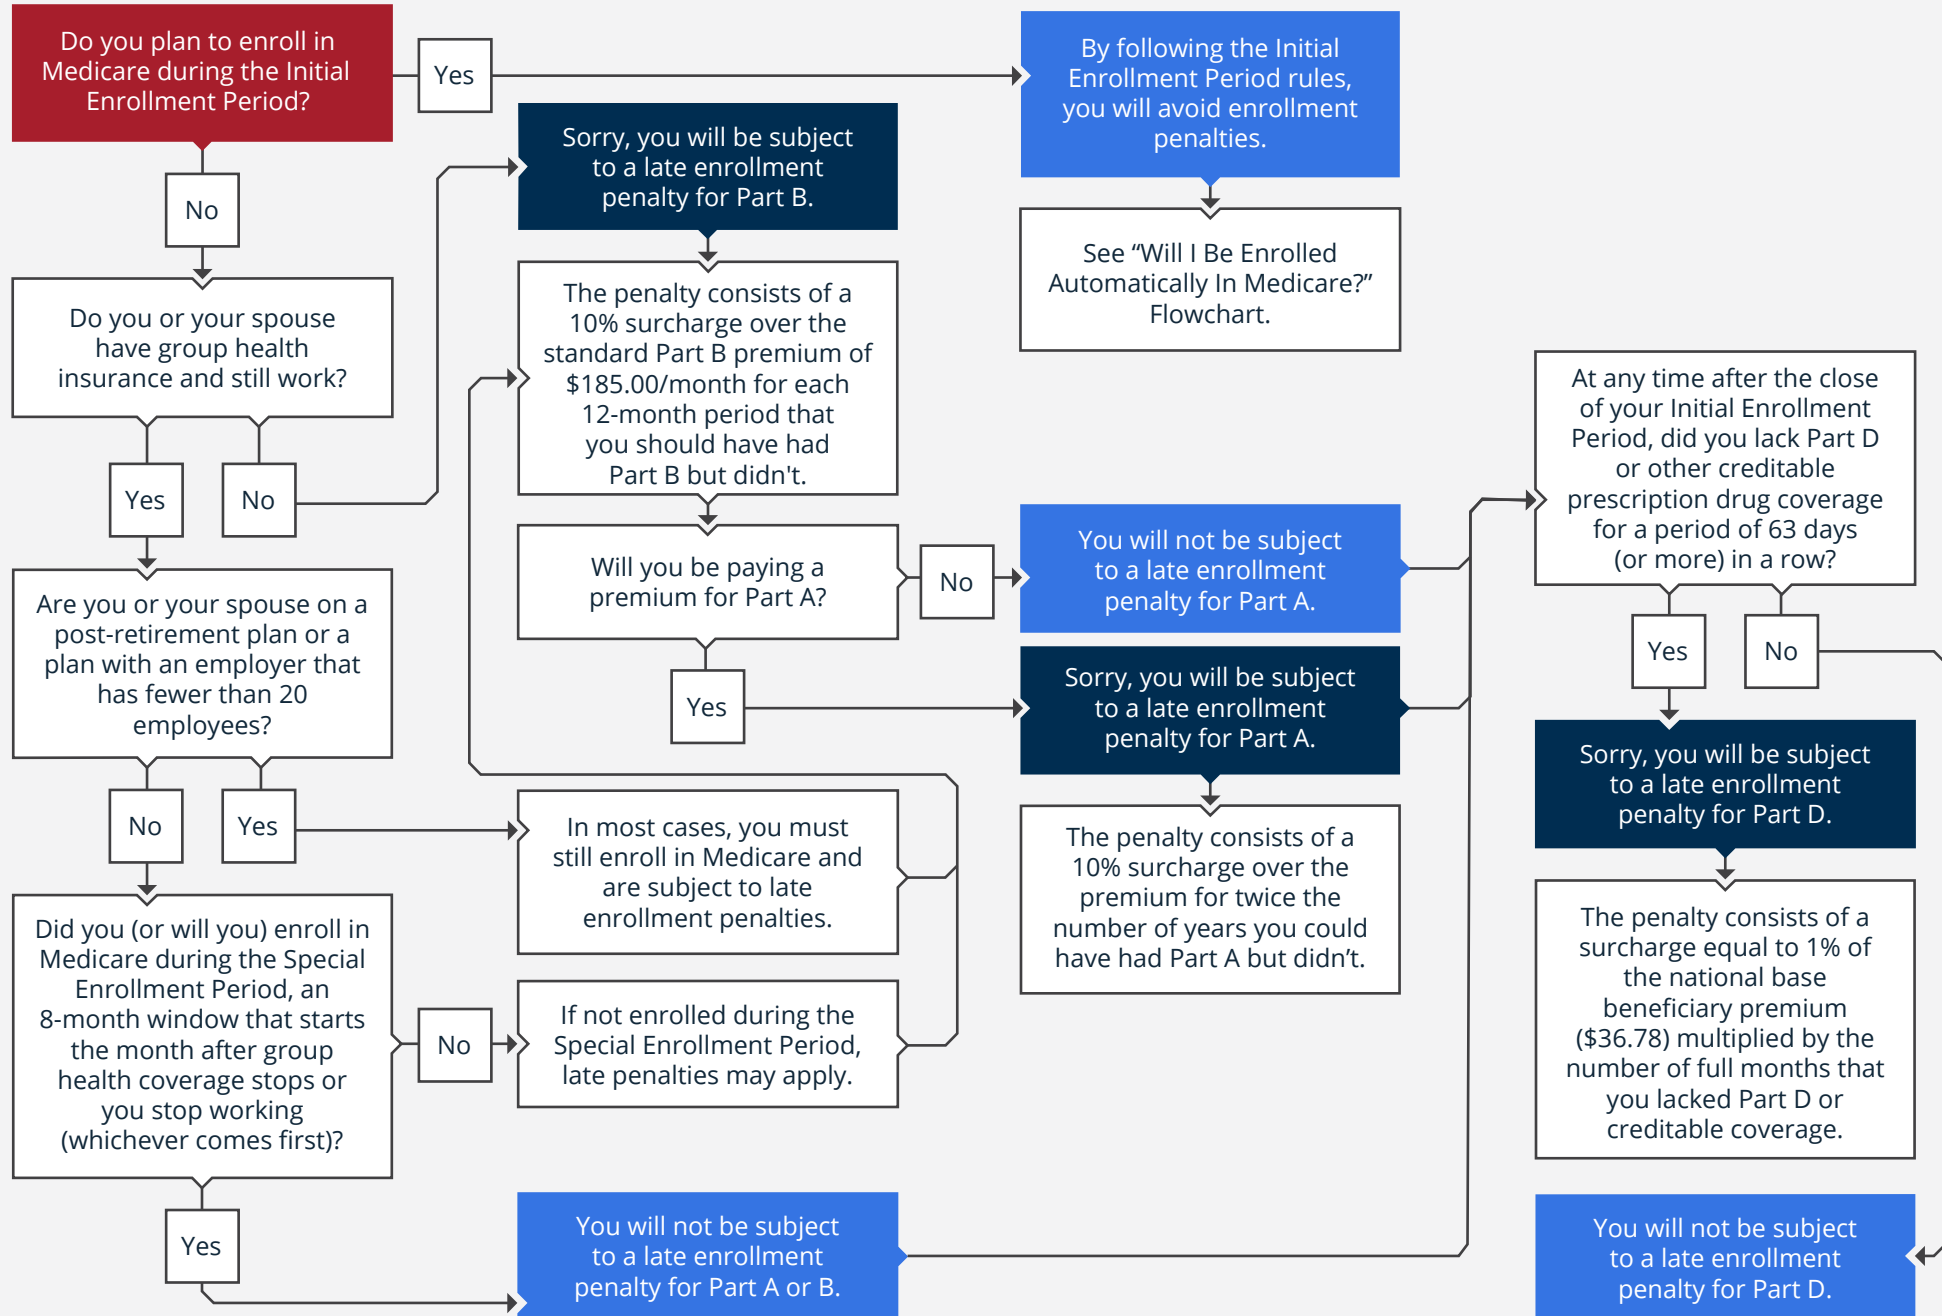 Do you plan to enroll in
Medicare during the Initial
Enrollment Period?
Yes
By following the Initial
Enrollment Period rules,
you will avoid enrollment
penalties.
See “Will I Be Enrolled
Automatically In Medicare?”
Flowchart.
No
Do you or your spouse
have group health
insurance and still work?
Yes
No
Sorry, you will be subject
to a late enrollment
penalty for Part B.
The penalty consists of a
10% surcharge over the
standard Part B premium of
$185.00/month for each
12-month period that
you should have had
Part B but didn't.
Will you be paying a
premium for Part A?
No
You will not be subject
to a late enrollment
penalty for Part A.
Yes
Sorry, you will be subject
to a late enrollment
penalty for Part A.
The penalty consists of a
10% surcharge over the
premium for twice the
number of years you could
have had Part A but didn’t.
Are you or your spouse on a
post-retirement plan or a
plan with an employer that
has fewer than 20
employees?
No
Yes
In most cases, you must
still enroll in Medicare and
are subject to late
enrollment penalties.
Did you (or will you) enroll in
Medicare during the Special
Enrollment Period, an
8-month window that starts
the month after group
health coverage stops or
you stop working
(whichever comes first)?
No
If not enrolled during the
Special Enrollment Period,
late penalties may apply.
Yes
You will not be subject
to a late enrollment
penalty for Part A or B.
At any time after the close
of your Initial Enrollment
Period, did you lack Part D
or other creditable
prescription drug coverage
for a period of 63 days
(or more) in a row?
Yes
No
Sorry, you will be subject
to a late enrollment
penalty for Part D.
The penalty consists of a
surcharge equal to 1% of
the national base
beneficiary premium
($36.78) multiplied by the
number of full months that
you lacked Part D or
creditable coverage.
You will not be subject
to a late enrollment
penalty for Part D.